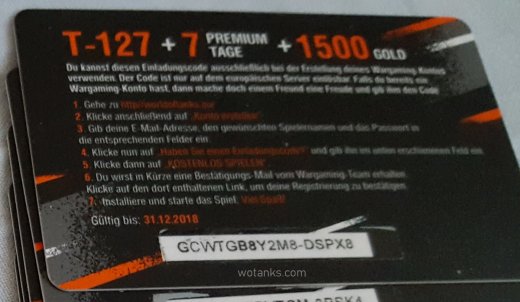 T-127 + 7 PREMIUM TAGE + 1500 GOLD
Du kannst diesen Einladungscode ausschließlich bei der Erstellung deines Wargaming-Kontos
verwenden. Der Code ist nur auf dem europäischen Server einlösbar. Falls du bereits ein
Wargaming-Konto hast, dann mache doch einem Freund eine Freude und gib ihm den Code
1. Gehe zu http://worldoftanks.eu/
2. Klicke anschließend auf „Konto erstellen“
3. Gib deine E-Mail-Adresse, den gewünschten Spielernamen und das Passwort in
die entsprechenden Felder ein.
4. Klicke nun auf „Haben Sie einen Einladungscode?“ und gib ihn im unten erschienenen Feld ein
5. Klicke dann auf „KOSTENLOS SPIELEN“
6. Du wirst in Kürze eine Bestätigungs-Mail vom Wargaming-Team erhalten
Klicke auf den dort enthaltenen Link, um deine Registrierung zu bestätigen
7. Installiere und starte das Spiel. Viel Spaß!
Gültig bis: 31.12.2018
GCWTGB8Y2M8-DSPX8
wotanks.com